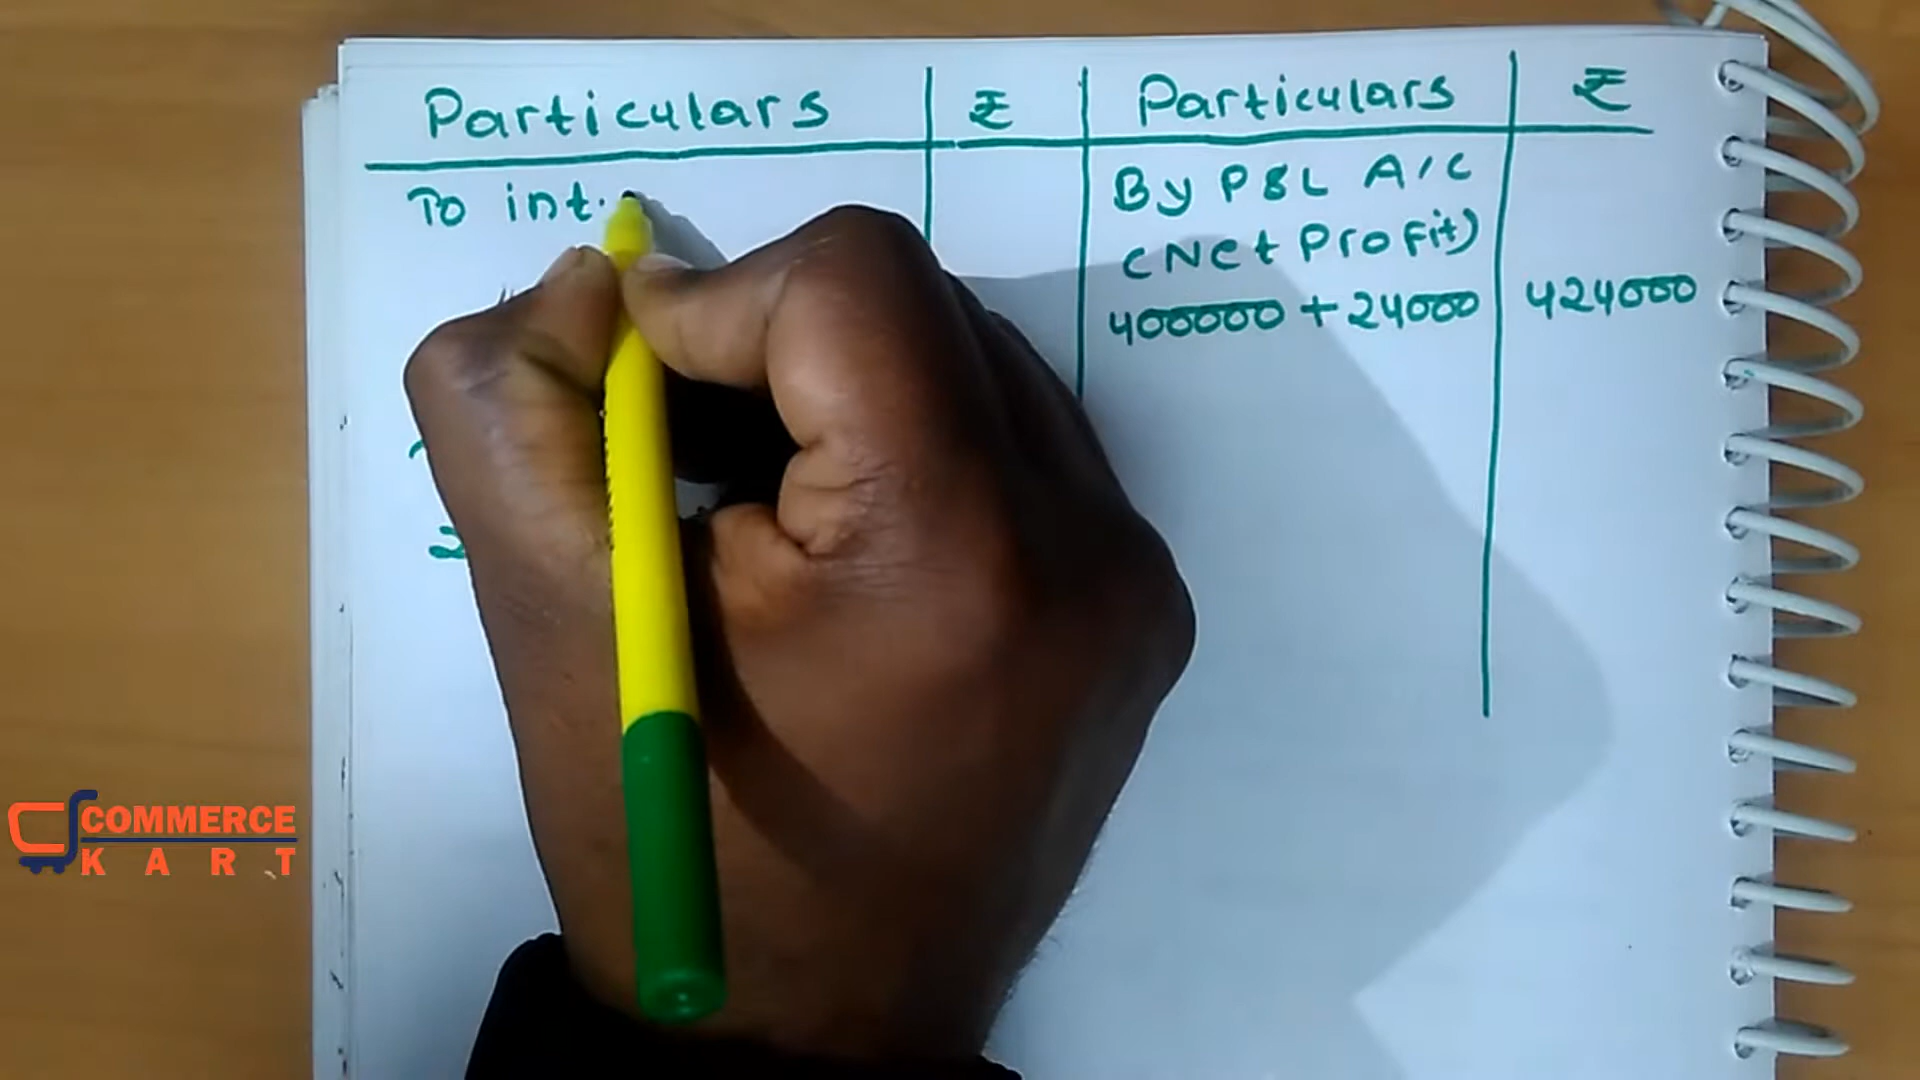 Particulars ₹ Particulars ₹
To int.
By P&L A/C
(Net Profit)
400000 + 24000 424000
COMMERCE
KART